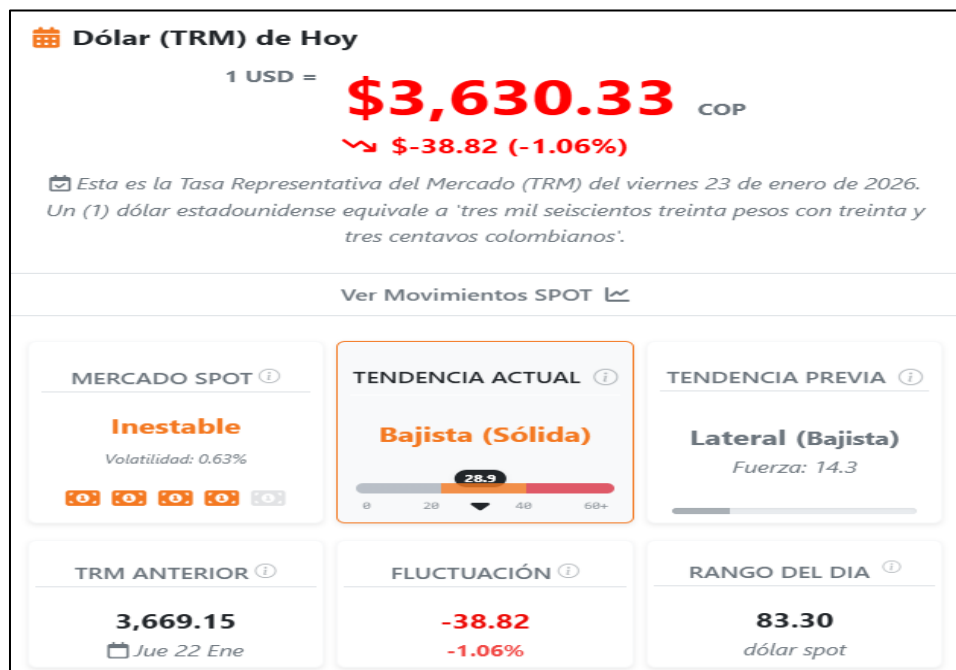 Dólar (TRM) de Hoy
1 USD = $3,630.33 COP
$-38.82 (-1.06%)
Esta es la Tasa Representativa del Mercado (TRM) del viernes 23 de enero de 2026.
Un (1) dólar estadounidense equivale a 'tres mil seiscientos treinta pesos con treinta y
tres centavos colombianos'.
Ver Movimientos SPOT
MERCADO SPOT
Inestable
Volatilidad: 0.63%
TENDENCIA ACTUAL
Bajista (Sólida)
28.9
0 20 40 60+
TENDENCIA PREVIA
Lateral (Bajista)
Fuerza: 14.3
TRM ANTERIOR
3,669.15
Jue 22 Ene
FLUCTUACIÓN
-38.82
-1.06%
RANGO DEL DIA
83.30
dólar spot